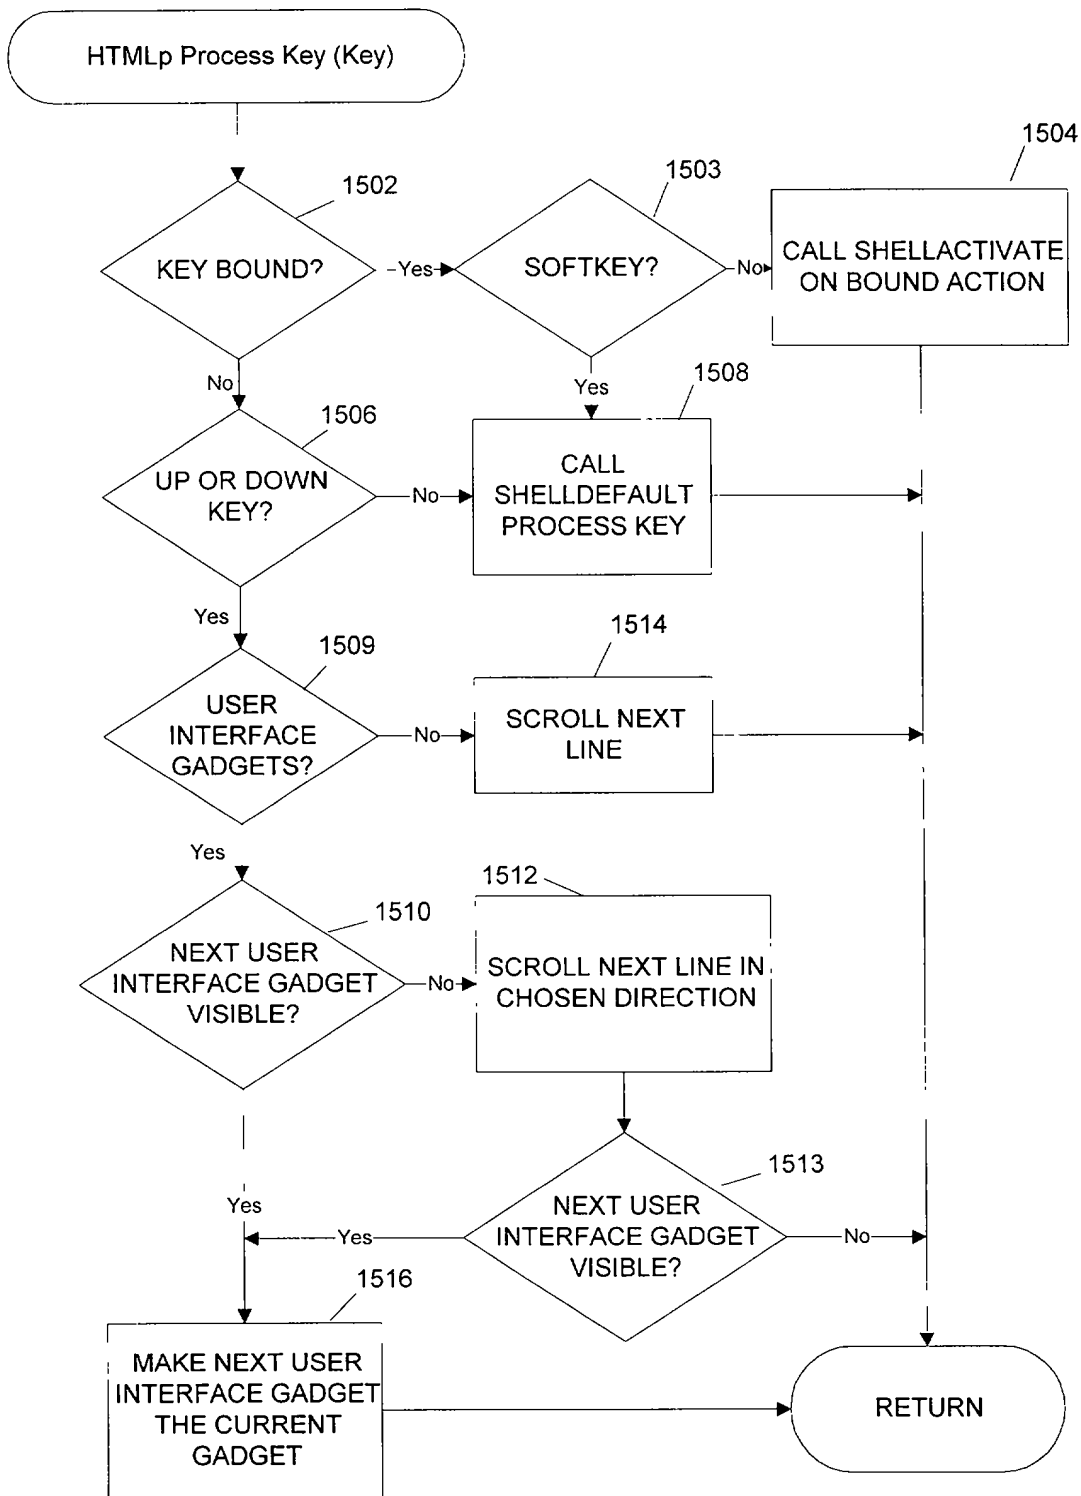 HTMLp Process Key (Key)
1504
1502
1503
KEY BOUND?
Yes
SOFTKEY?
No
CALL SHELLACTIVATE
ON BOUND ACTION
No
Yes
1508
1506
UP OR DOWN
KEY?
No
CALL
SHELLDEFAULT
PROCESS KEY
Yes
1509
1514
USER
INTERFACE
GADGETS?
No
SCROLL NEXT
LINE
Yes
1512
1510
NEXT USER
INTERFACE GADGET
VISIBLE?
No
SCROLL NEXT LINE IN
CHOSEN DIRECTION
1513
Yes
NEXT USER
INTERFACE GADGET
VISIBLE?
Yes
No
1516
MAKE NEXT USER
INTERFACE GADGET
THE CURRENT
GADGET
RETURN